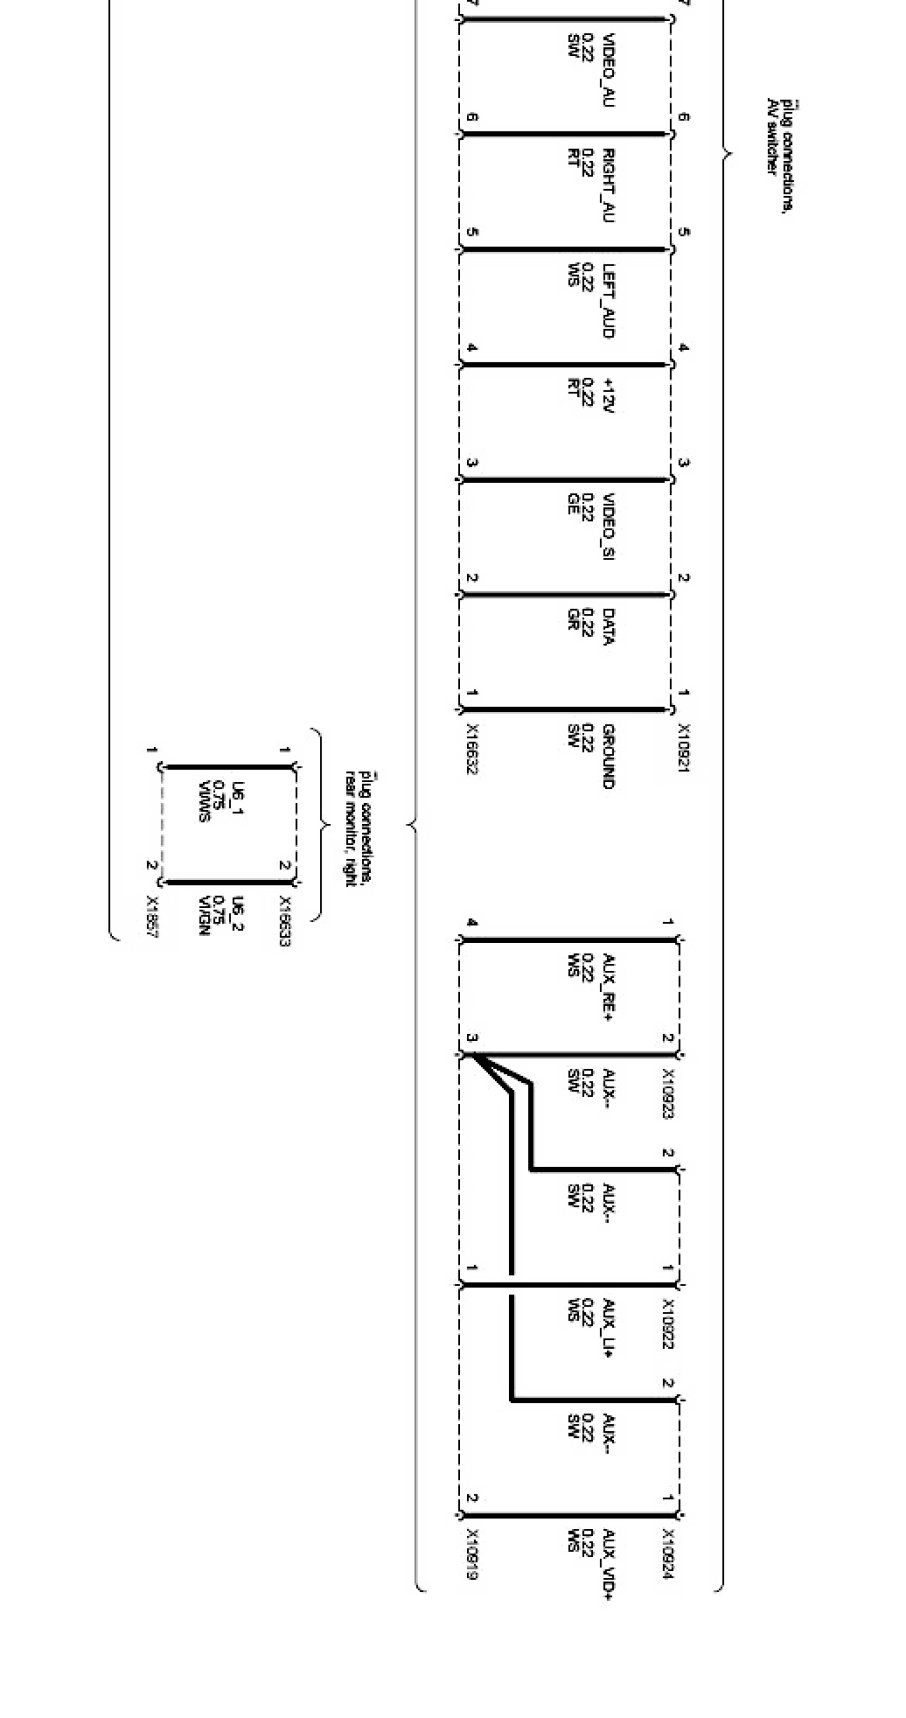 plug connections,
AV switcher
7
7
VIDEO_AU
0.22
SW
6
6
RIGHT_AU
0.22
RT
5
5
LEFT_AUD
0.22
WS
4
4
+12V
0.22
RT
3
3
VIDEO_SI
0.22
GE
2
2
DATA
0.22
GR
1
1
X10921
X16632
GROUND
0.22
SW
1
4
AUX_RE+
0.22
WS
2
3
X10923
AUX--
0.22
SW
2
AUX--
0.22
SW
1
1
X10922
AUX_LI+
0.22
WS
2
AUX--
0.22
SW
1
2
X10924
X10919
AUX_VID+
0.22
WS
plug connections,
rear monitor, right
1
1
U6_1
0.75
VI/WS
2
2
X16633
X1857
U6_2
0.75
VI/GN